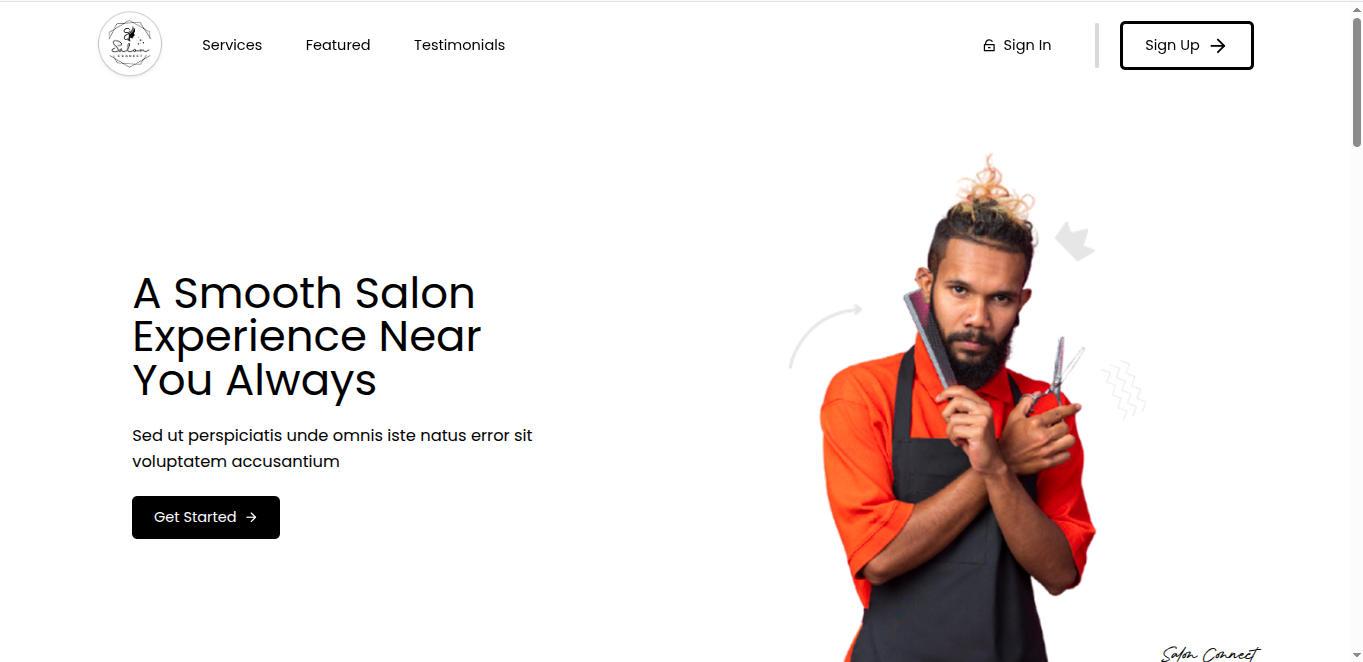 Salon
CONNECT
Services
Featured
Testimonials
Sign In
Sign Up
A Smooth Salon
Experience Near
You Always
Sed ut perspiciatis unde omnis iste natus error sit
voluptatem accusantium
Get Started
Salon Connect